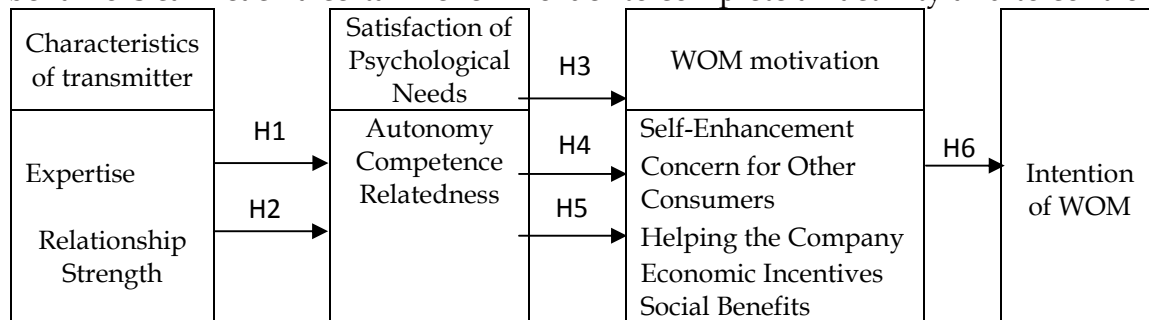 Characteristics
of transmitter
Satisfaction of
Psychological
Needs
H3
WOM motivation
H1
Expertise
H2
Relationship
Strength
Autonomy
Competence
Relatedness
H4
H5
Self-Enhancement
Concern for Other
Consumers
Helping the Company
Economic Incentives
Social Benefits
H6
Intention
of WOM